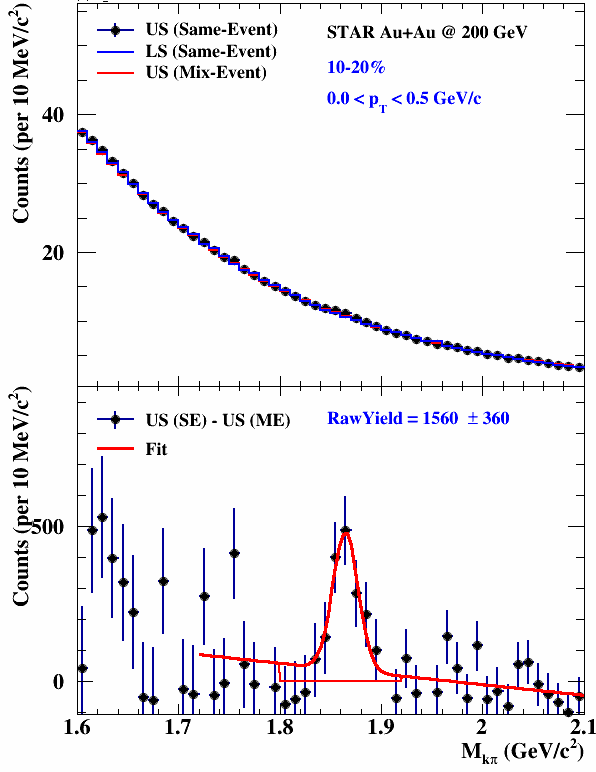 US (Same-Event)
LS (Same-Event)
US (Mix-Event)
STAR Au+Au @ 200 GeV
10-20%
0.0 < p_T < 0.5 GeV/c
Counts (per 10 MeV/c²)
40
20
US (SE) - US (ME)
Fit
RawYield = 1560 ± 360
Counts (per 10 MeV/c²)
500
0
1.6 1.7 1.8 1.9 2 2.1
M_kπ (GeV/c²)